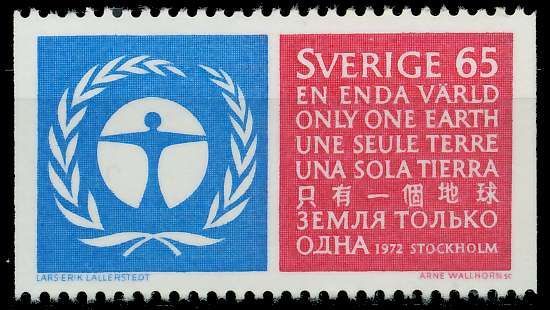 SVERIGE 65
EN ENDA VÄRLD
ONLY ONE EARTH
UNE SEULE TERRE
UNA SOLA TIERRA
只有一個地球
ЗЕМЛЯ ТОЛЬКО
ОДНА 1972 STOCKHOLM
LARS-ERIK LÄLLERSTEDT
ARNE WALLHORN SC